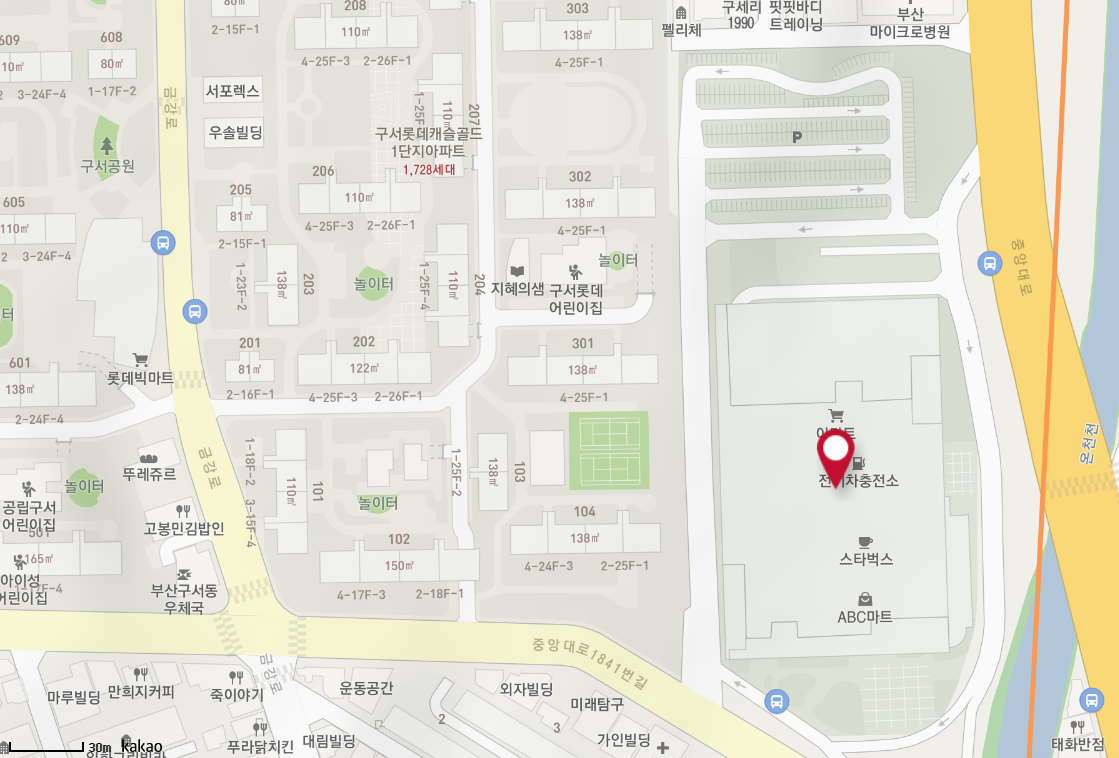 80㎡
2-15F-1
208
110㎡
4-25F-3 2-26F-1
303
138㎡
4-25F-1
펠리체
구세리
1990
핏핏바디
트레이닝
부산
마이크로병원
609
608
80㎡
3-24F-4
1-17F-2
금강로
서포렉스
우솔빌딩
1-25F
110㎡
207
구서롯데캐슬골드
1단지아파트
1,728세대
P
구서공원
206
110㎡
4-25F-3 2-26F-1
205
81㎡
2-15F-1
302
138㎡
4-25F-1
605
110㎡
3-24F-4
1-23F-2
138㎡
203
놀이터
1-25F-4
110㎡
204
지혜의샘
구서롯데
어린이집
놀이터
중앙대로
터
601
138㎡
2-24F-4
롯데빅마트
201
81㎡
2-16F-1
202
122㎡
4-25F-3 2-26F-1
301
138㎡
4-25F-1
전기차충전소
온천천
금강로
1-18F-2
3-15F-4
110㎡
101
놀이터
1-25F-2
138㎡
103
뚜레쥬르
놀이터
공립구서
어린이집
501
165㎡
고봉민김밥인
104
138㎡
4-24F-3 2-25F-1
102
150㎡
4-17F-3 2-18F-1
스타벅스
ABC마트
아이성
어린이집
부산구서동
우체국
중앙대로1841번길
금강로
마루빌딩
만희지커피
죽이야기
운동공간
외자빌딩
미래탐구
2
3
푸라닭치킨
대림빌딩
가인빌딩
태화반점
30m kakao